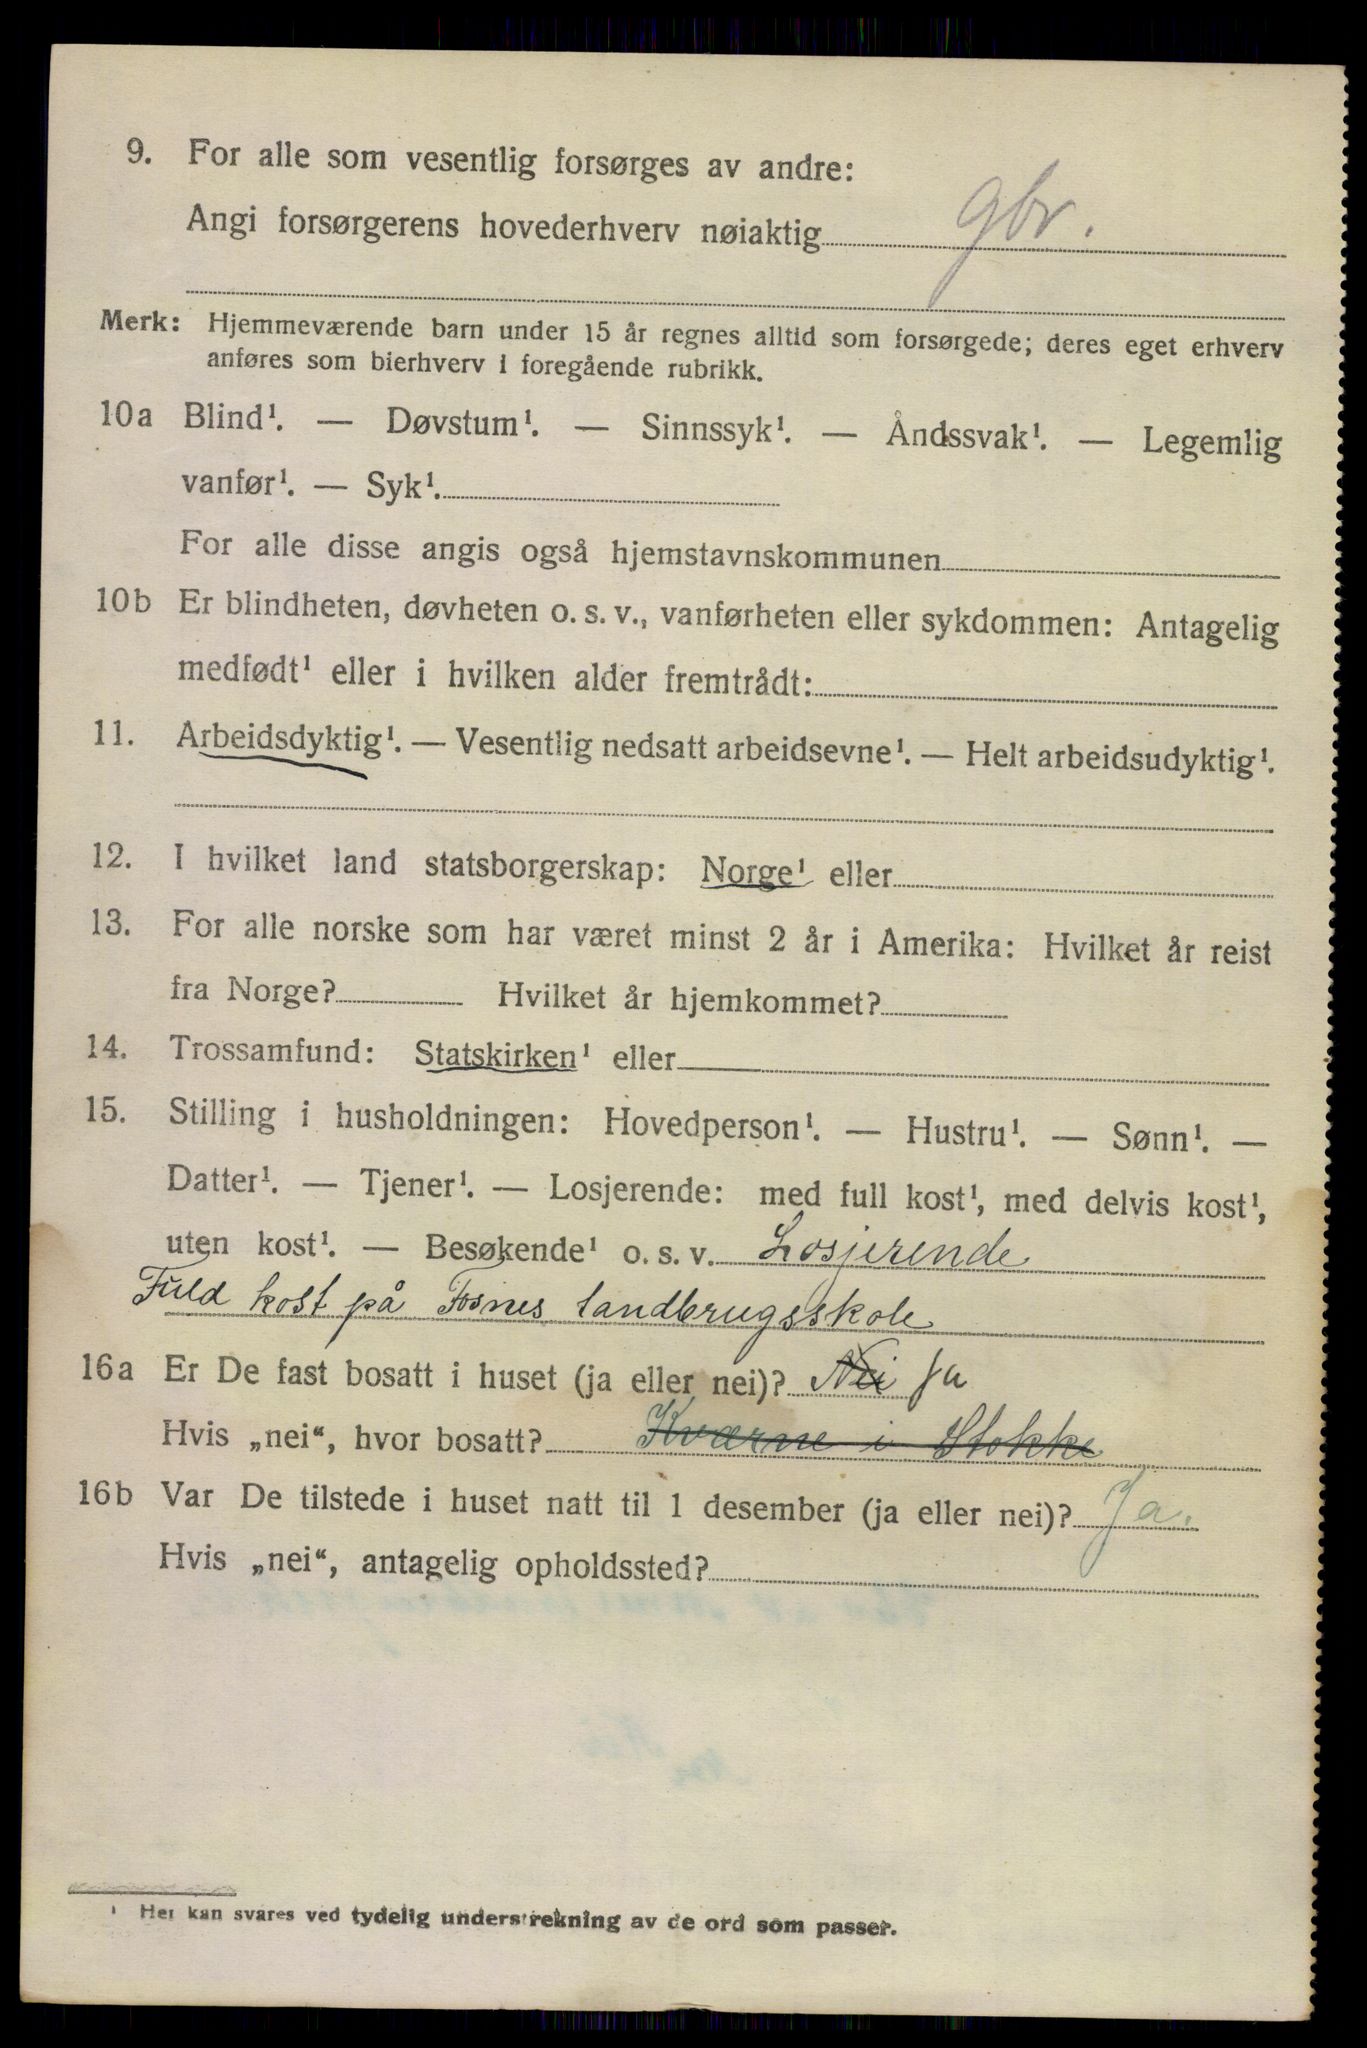 9. For alle som vesentlig forsørges av andre:
Angi forsørgerens hovederhverv nøiaktig gbr.
Merk: Hjemmeværende barn under 15 år regnes alltid som forsørgede; deres eget erhverv
anføres som bierhverv i foregående rubrikk.
10a Blind¹. — Døvstum¹. — Sinnssyk¹. — Åndssvak¹. — Legemlig
vanfør¹. — Syk¹.
For alle disse angis også hjemstavnskommunen
10b Er blindheten, døvheten o. s. v., vanførheten eller sykdommen: Antagelig
medfødt¹ eller i hvilken alder fremtrådt:
11. Arbeidsdyktig¹. — Vesentlig nedsatt arbeidsevne¹. — Helt arbeidsudyktig¹.
12. I hvilket land statsborgerskap: Norge¹ eller
13. For alle norske som har været minst 2 år i Amerika: Hvilket år reist
fra Norge? Hvilket år hjemkommet?
14. Trossamfund: Statskirken¹ eller
15. Stilling i husholdningen: Hovedperson¹. — Hustru¹. — Sønn¹. —
Datter¹. — Tjener¹. — Losjerende: med full kost¹, med delvis kost¹,
uten kost¹. — Besøkende¹ o. s. v. Losjerende
Fuld kost på Fosnes landbrugsskole
16a Er De fast bosatt i huset (ja eller nei)? Nei Ja
Hvis „nei“, hvor bosatt? Kværne i Stokke
16b Var De tilstede i huset natt til 1 desember (ja eller nei)? Ja.
Hvis „nei“, antagelig opholdssted?
¹ Her kan svares ved tydelig understrekning av de ord som passer.